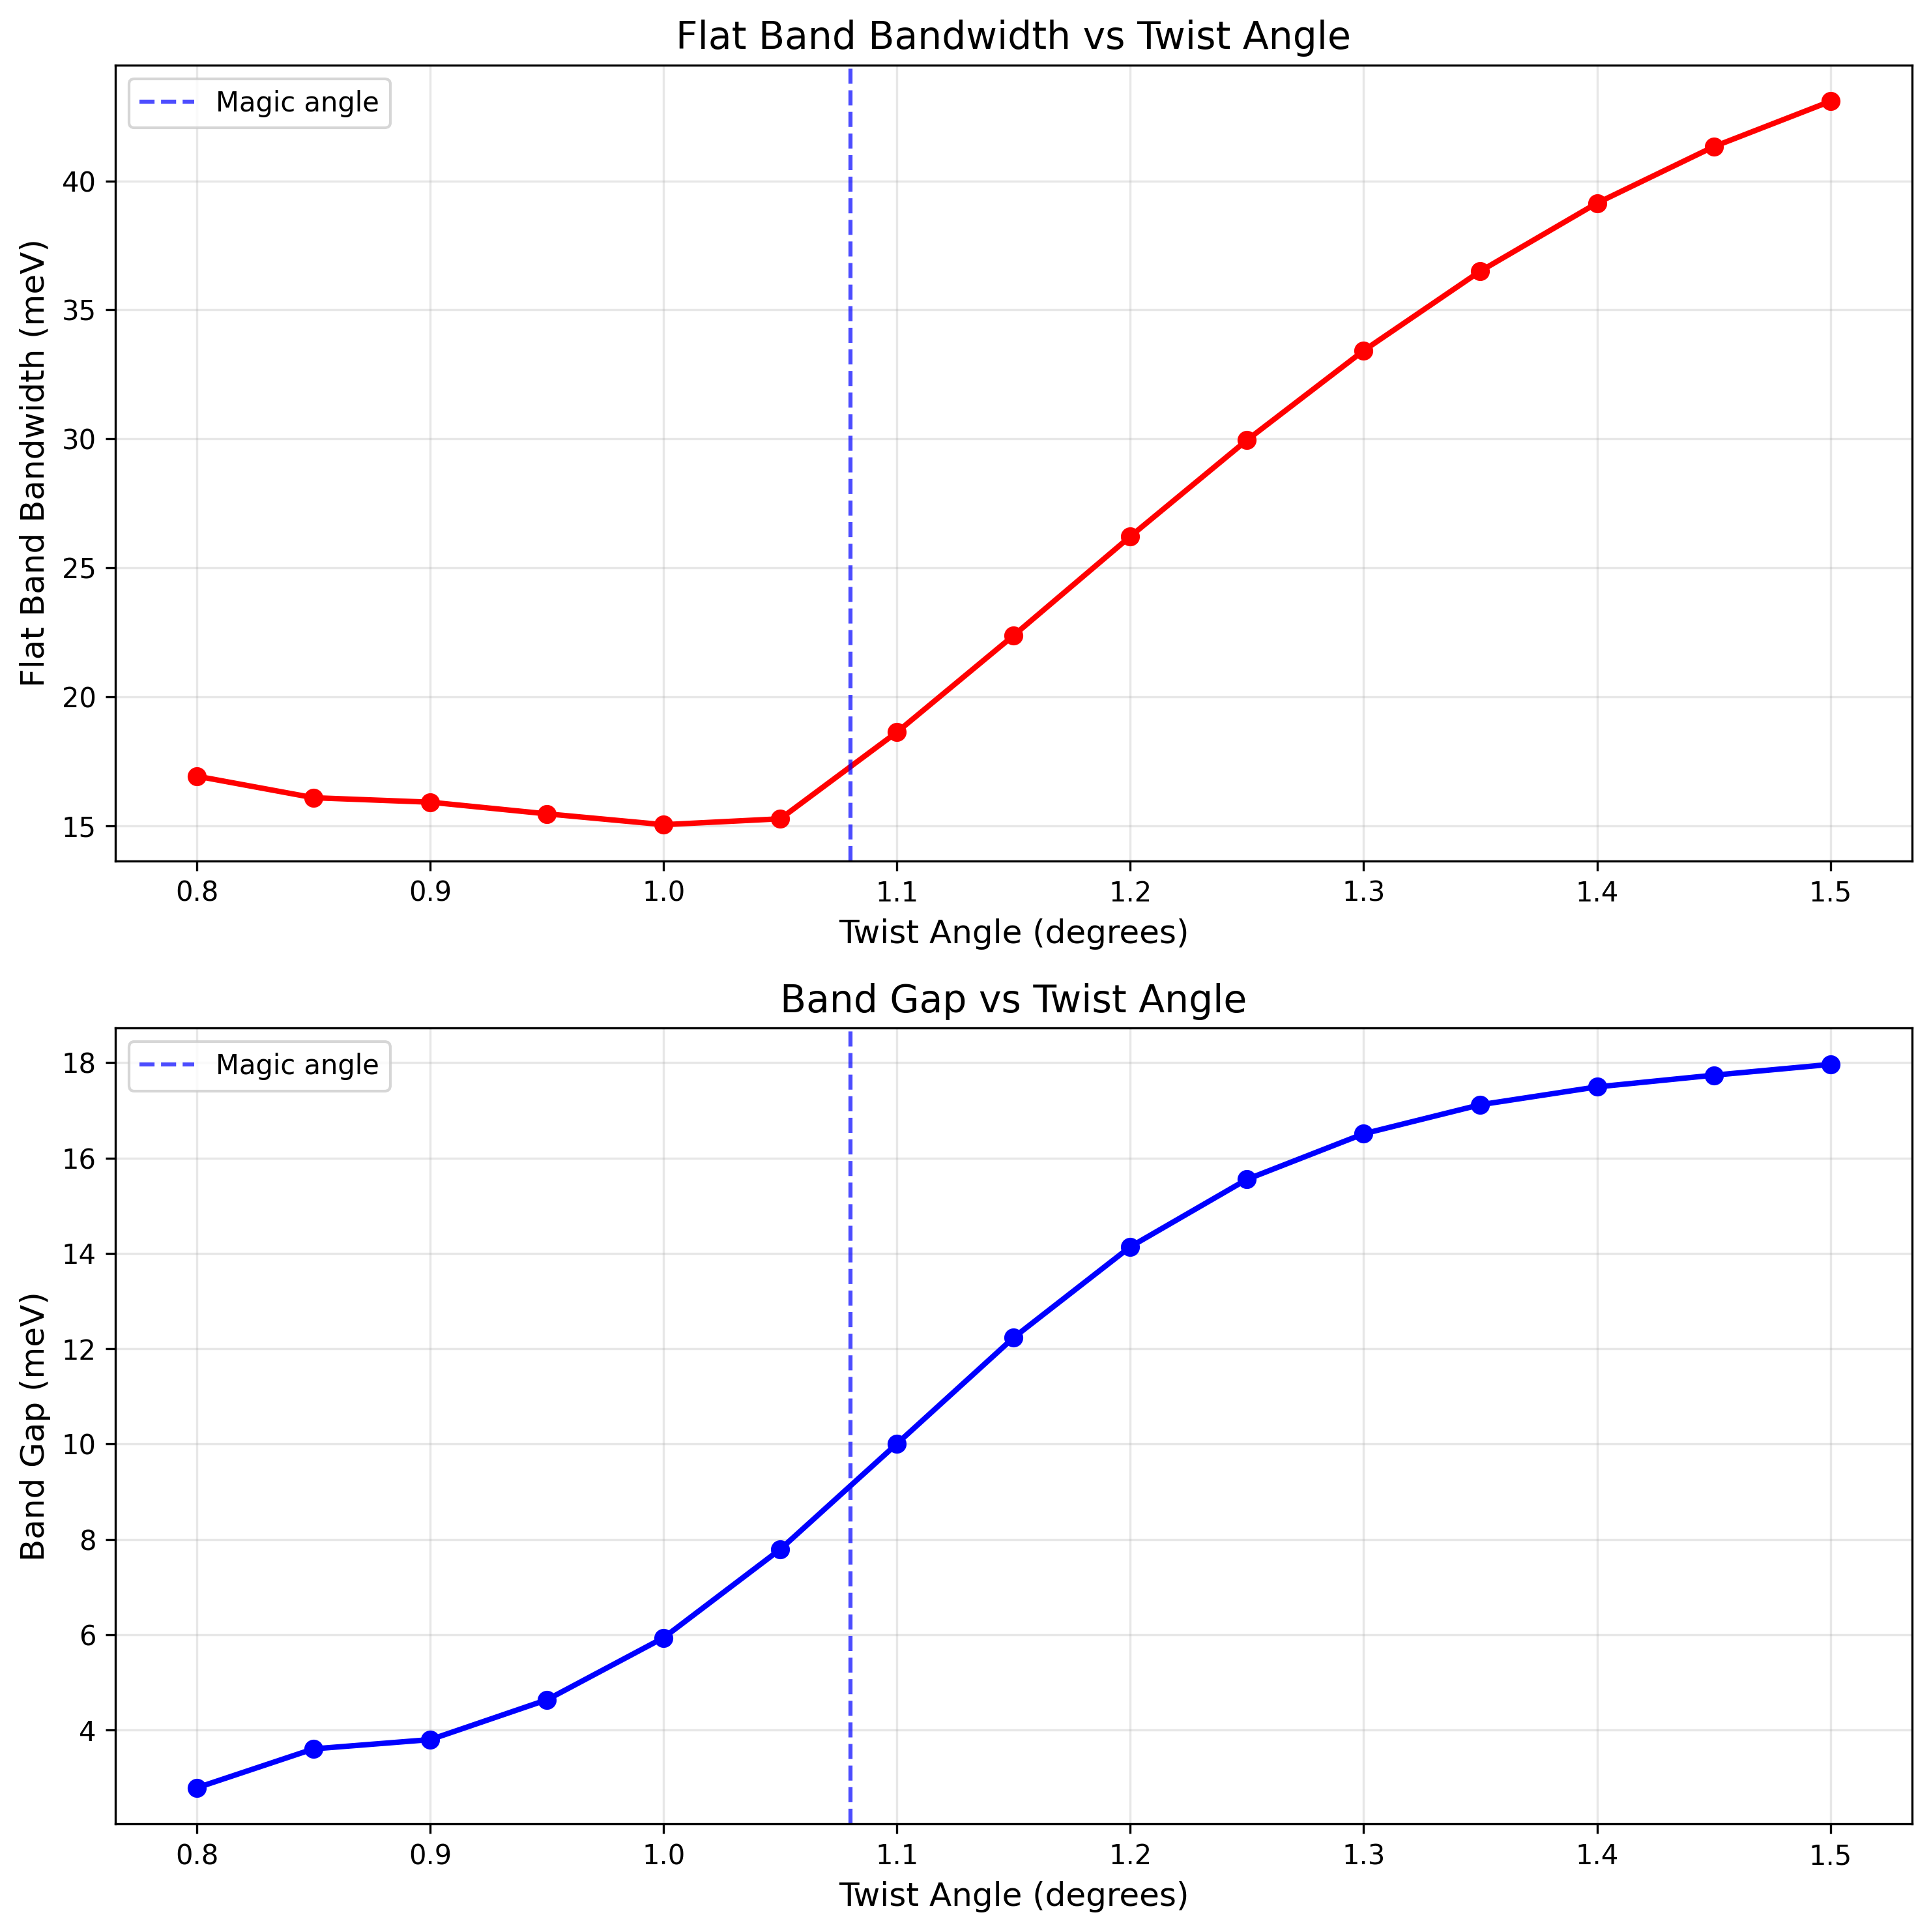 Flat Band Bandwidth vs Twist Angle
Magic angle
Flat Band Bandwidth (meV)
40
35
30
25
20
15
0.8 0.9 1.0 1.1 1.2 1.3 1.4 1.5
Twist Angle (degrees)
Band Gap vs Twist Angle
Magic angle
Band Gap (meV)
18
16
14
12
10
8
6
4
0.8 0.9 1.0 1.1 1.2 1.3 1.4 1.5
Twist Angle (degrees)